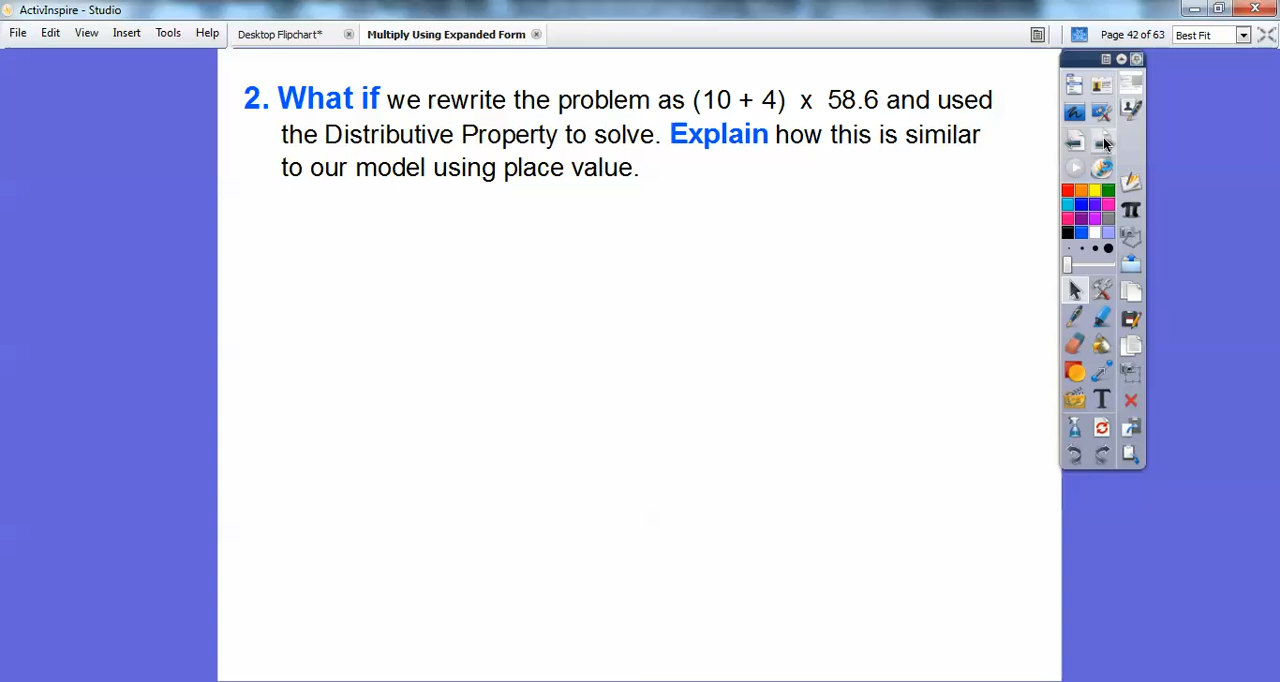 ActivInspire - Studio
File Edit View Insert Tools Help
Desktop Flipchart* Multiply Using Expanded Form Page 42 of 63 Best Fit
2. What if we rewrite the problem as (10 + 4) x 58.6 and used
the Distributive Property to solve. Explain how this is similar
to our model using place value.